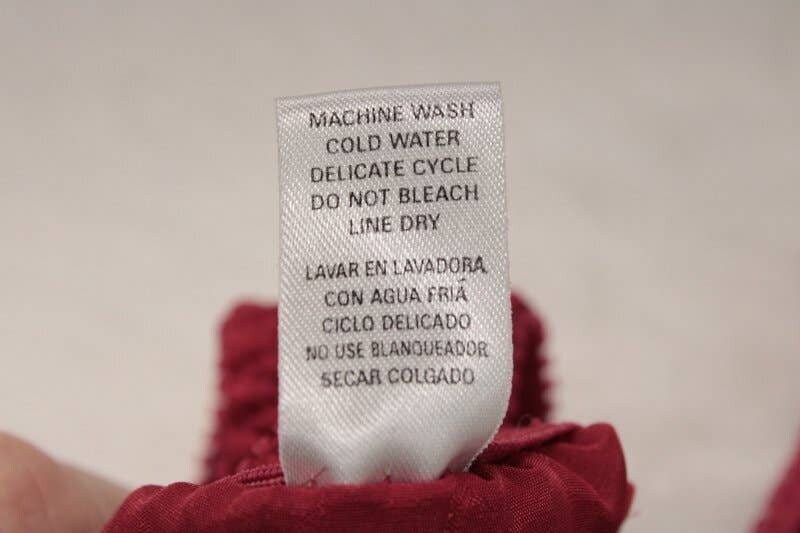 MACHINE WASH
COLD WATER
DELICATE CYCLE
DO NOT BLEACH
LINE DRY
LAVAR EN LAVADORA
CON AGUA FRIÁ
CICLO DELICADO
NO USE BLANQUEADOR
SECAR COLGADO